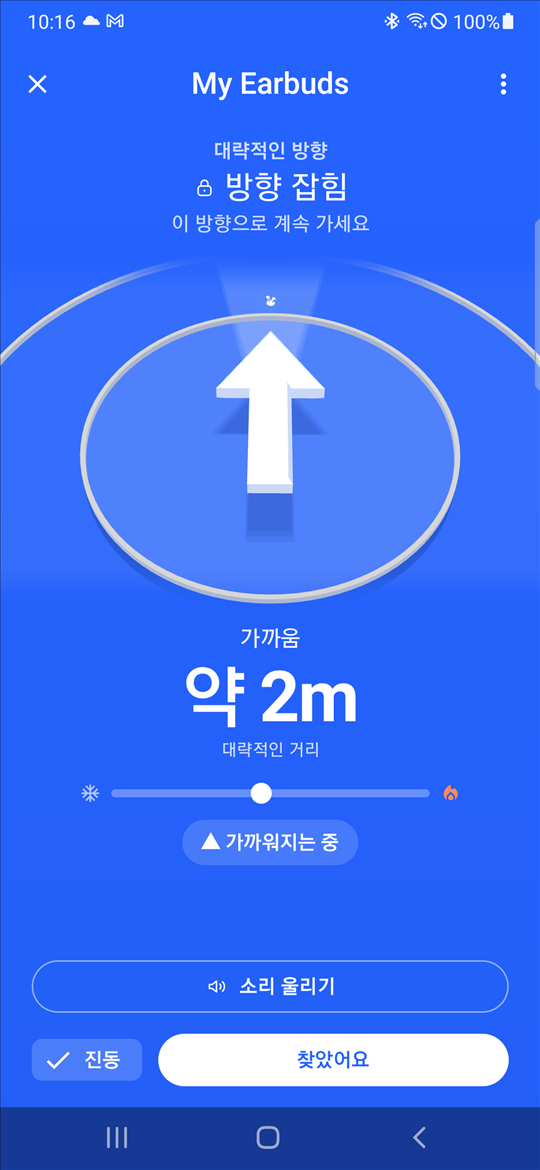 10:16
100%
My Earbuds
대략적인 방향
방향 잡힘
이 방향으로 계속 가세요
가까움
약 2m
대략적인 거리
가까워지는 중
소리 울리기
진동
찾았어요